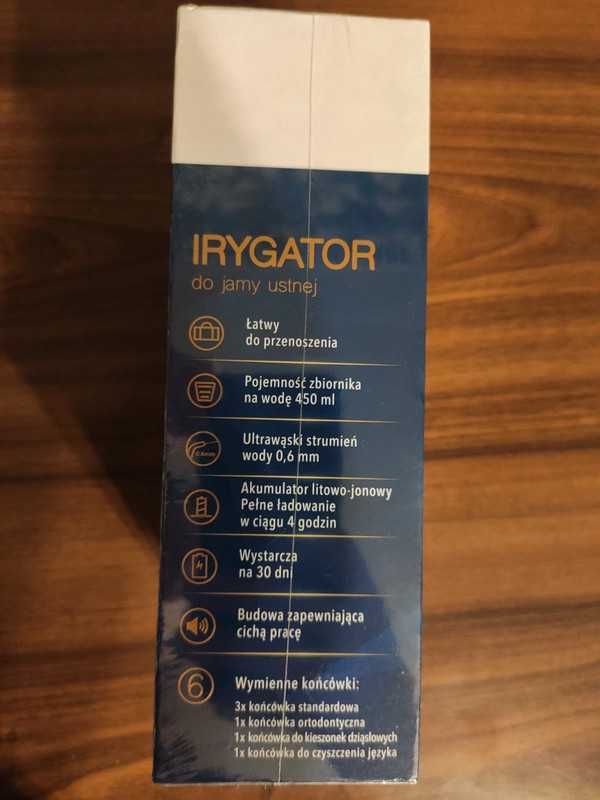 IRYGATOR
do jamy ustnej
Łatwy
do przenoszenia
Pojemność zbiornika
na wodę 450 ml
Ultrawąski strumień
wody 0,6 mm
Akumulator litowo-jonowy
Pełne ładowanie
w ciągu 4 godzin
Wystarcza
na 30 dni
Budowa zapewniająca
cichą pracę
6
Wymienne końcówki:
3x końcówka standardowa
1x końcówka ortodontyczna
1x końcówka do kieszonek dziąsłowych
1x końcówka do czyszczenia języka